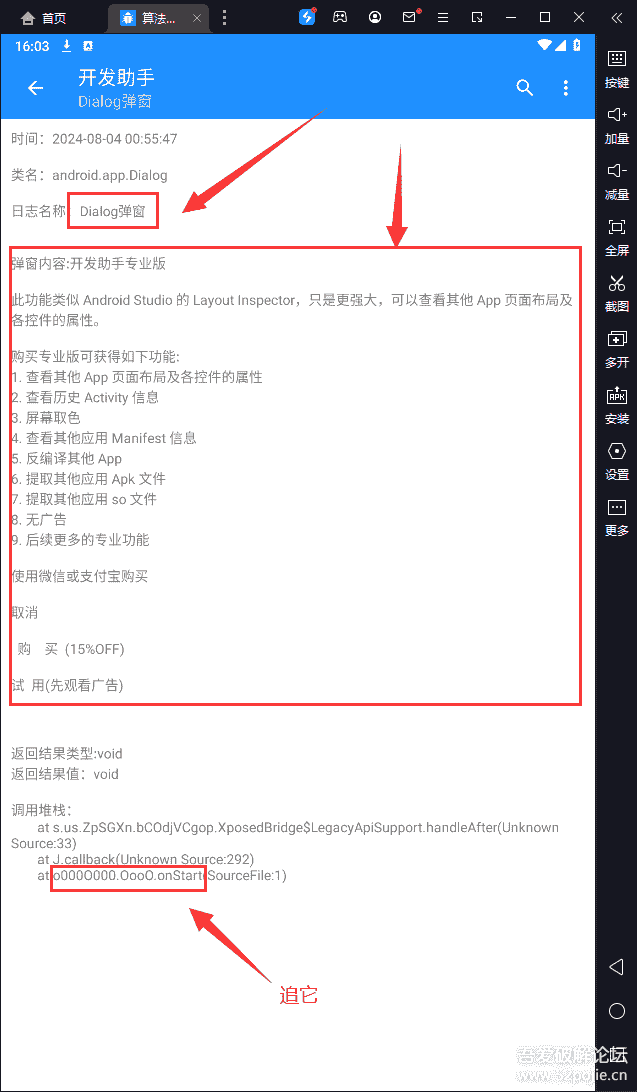 首页
算法...
16:03
开发助手
Dialog弹窗
时间：2024-08-04 00:55:47
类名：android.app.Dialog
日志名称：Dialog弹窗
弹窗内容:开发助手专业版
此功能类似 Android Studio 的 Layout Inspector，只是更强大，可以查看其他 App 页面布局及
各控件的属性。
购买专业版可获得如下功能:
1. 查看其他 App 页面布局及各控件的属性
2. 查看历史 Activity 信息
3. 屏幕取色
4. 查看其他应用 Manifest 信息
5. 反编译其他 App
6. 提取其他应用 Apk 文件
7. 提取其他应用 so 文件
8. 无广告
9. 后续更多的专业功能
使用微信或支付宝购买
取消
购 买 (15%OFF)
试 用(先观看广告)
返回结果类型:void
返回结果值：void
调用堆栈：
at s.us.ZpSGXn.bCOdjVCgop.XposedBridge$LegacyApiSupport.handleAfter(Unknown
Source:33)
at J.callback(Unknown Source:292)
at o000O000.OooO.onStart(SourceFile:1)
追它
按键
加量
减量
全屏
截图
多开
APK
安装
设置
更多
吾爱破解论坛
www.52pojie.cn